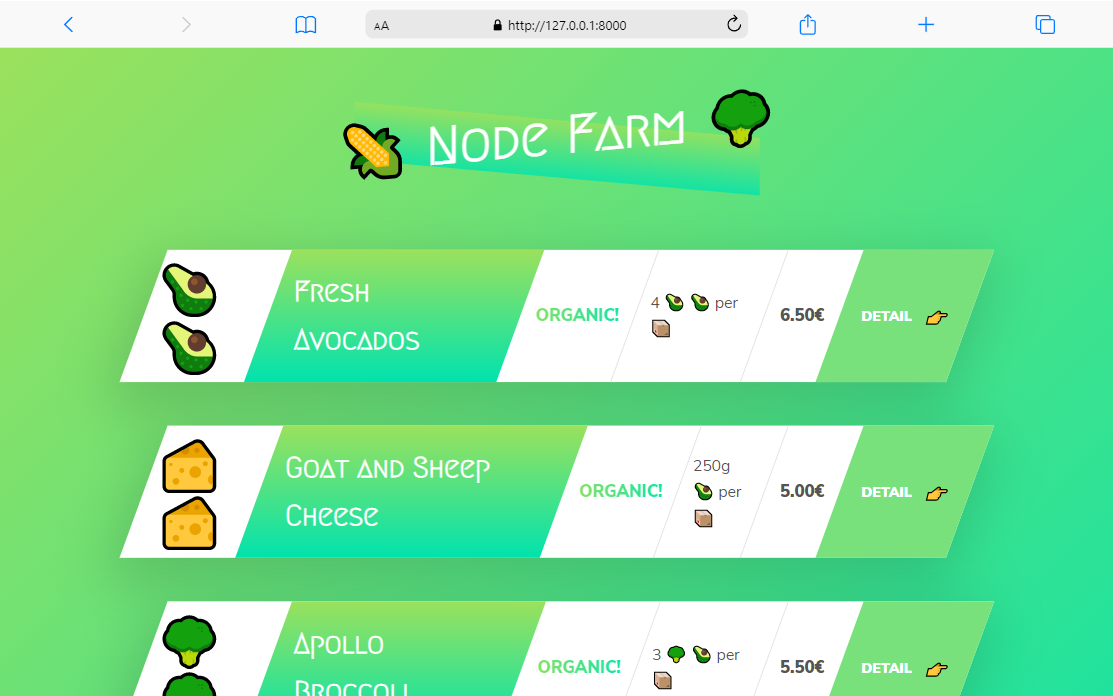 AA
http://127.0.0.1:8000
Node Farm
Fresh
Avocados
ORGANIC!
4 🥑 🥑 per
📦
6.50€
DETAIL 👉
Goat and Sheep
Cheese
ORGANIC!
250g
🥑 per
📦
5.00€
DETAIL 👉
Apollo
Broccoli
ORGANIC!
3 🥦 🥑 per
📦
5.50€
DETAIL 👉